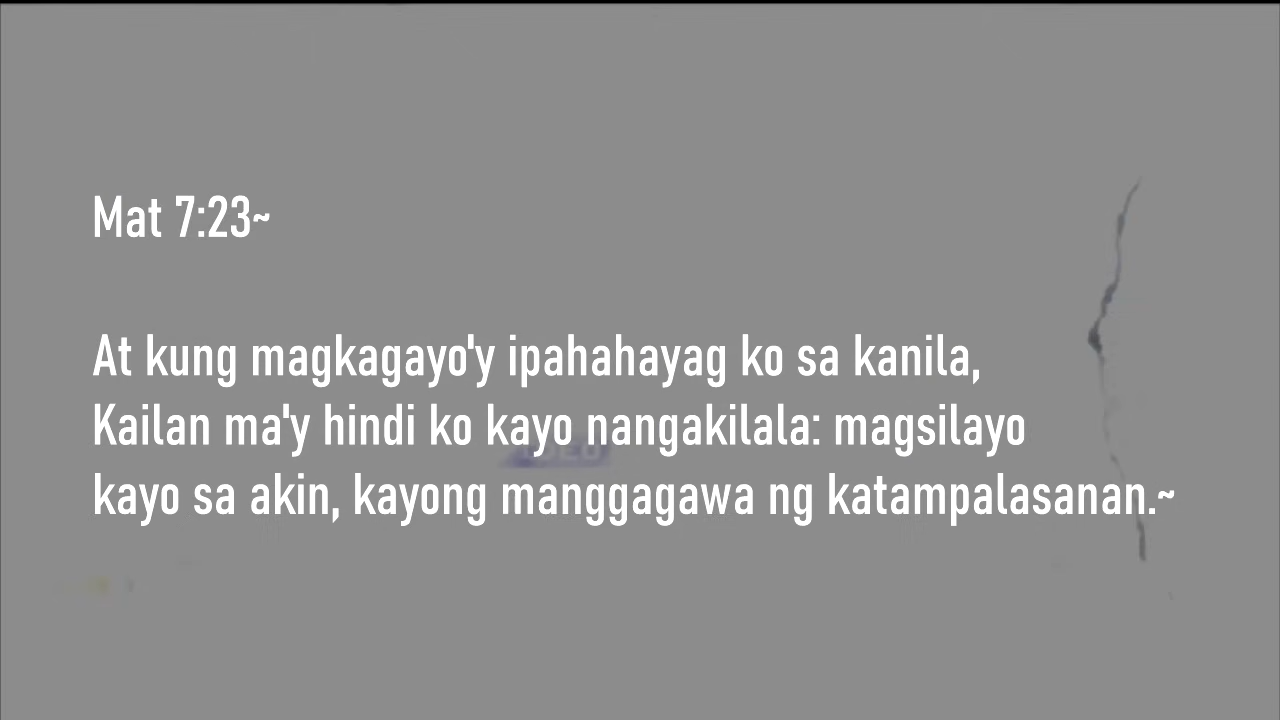 Mat 7:23~
At kung magkagayo'y ipahahayag ko sa kanila,
Kailan ma'y hindi ko kayo nangakilala: magsilayo
kayo sa akin, kayong manggagawa ng katampalasanan.~